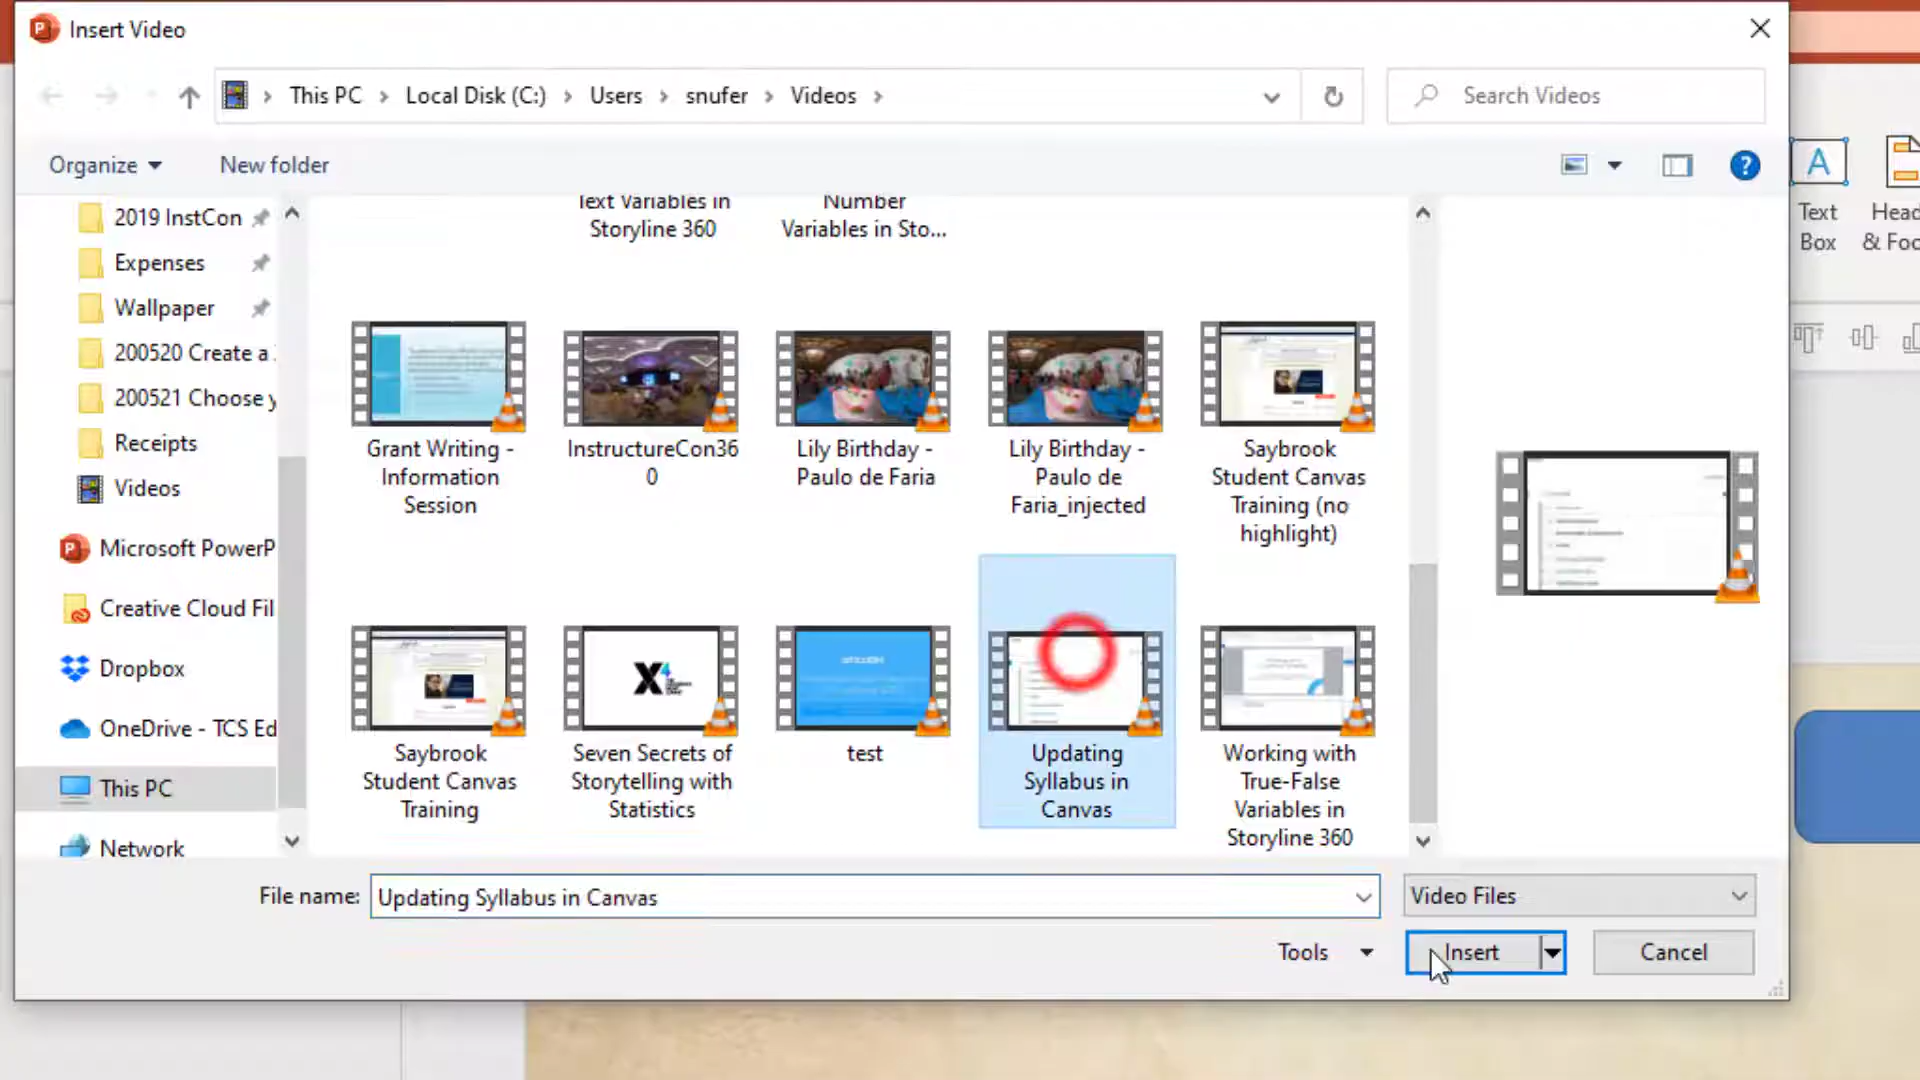 Insert Video
This PC
Local Disk (C:)
Users
snufer
Videos
Search Videos
Organize
New folder
2019 InstCon
Expenses
Wallpaper
200520 Create a
200521 Choose y
Receipts
Videos
Microsoft PowerP
Creative Cloud Fil
Dropbox
OneDrive - TCS Ed
This PC
Network
Text Variables in
Storyline 360
Number
Variables in Sto...
Grant Writing -
Information
Session
InstructureCon36
0
Lily Birthday -
Paulo de Faria
Lily Birthday -
Paulo de
Faria_injected
Saybrook
Student Canvas
Training (no
highlight)
Saybrook
Student Canvas
Training
Seven Secrets of
Storytelling with
Statistics
test
Updating
Syllabus in
Canvas
Working with
True-False
Variables in
Storyline 360
File name:
Updating Syllabus in Canvas
Video Files
Tools
Insert
Cancel
A
Text
Box
Head
& Foo